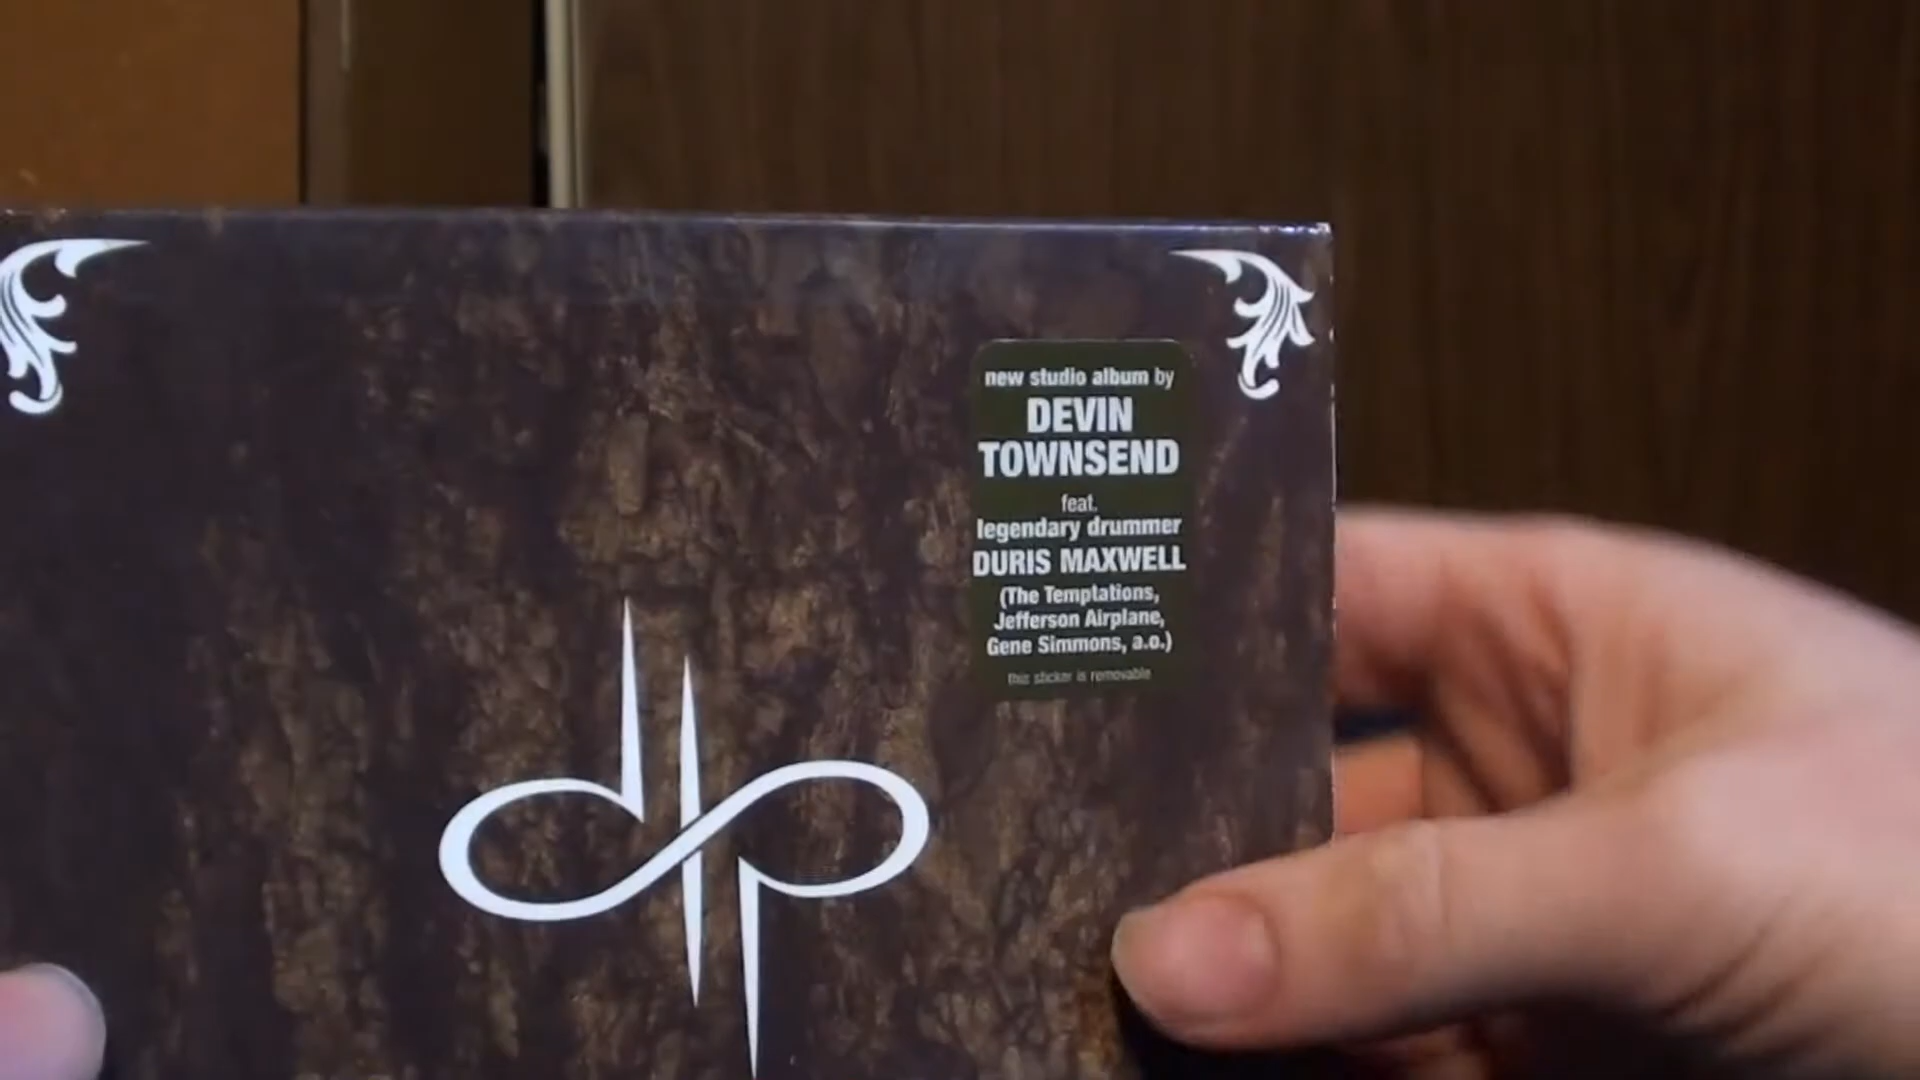 new studio album by
DEVIN
TOWNSEND
feat.
legendary drummer
DURIS MAXWELL
(The Temptations,
Jefferson Airplane,
Gene Simmons, a.o.)
this sticker is removable
dtp